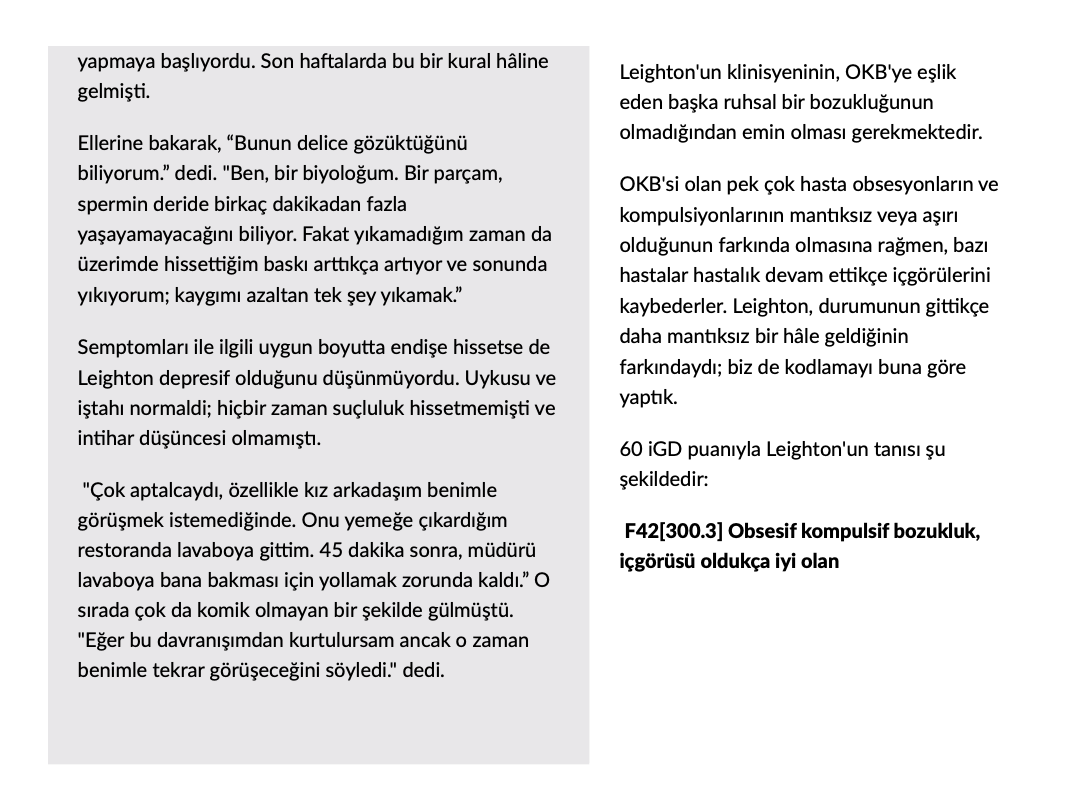 yapmaya başlıyordu. Son haftalarda bu bir kural hâline
gelmişti.
Ellerine bakarak, “Bunun delice gözüktüğünü
biliyorum.” dedi. "Ben, bir biyoloğum. Bir parçam,
spermin deride birkaç dakikadan fazla
yaşayamayacağını biliyor. Fakat yıkamadığım zaman da
üzerimde hissettiğim baskı arttıkça artıyor ve sonunda
yıkıyorum; kaygımı azaltan tek şey yıkamak.”
Semptomları ile ilgili uygun boyutta endişe hissetse de
Leighton depresif olduğunu düşünmüyordu. Uykusu ve
iştahı normaldi; hiçbir zaman suçluluk hissetmemişti ve
intihar düşüncesi olmamıştı.
"Çok aptalcaydı, özellikle kız arkadaşım benimle
görüşmek istemediğinde. Onu yemeğe çıkardığım
restoranda lavaboya gittim. 45 dakika sonra, müdürü
lavaboya bana bakması için yollamak zorunda kaldı.” O
sırada çok da komik olmayan bir şekilde gülmüştü.
"Eğer bu davranışımdan kurtulursam ancak o zaman
benimle tekrar görüşeceğini söyledi." dedi.
Leighton'un klinisyeninin, OKB'ye eşlik
eden başka ruhsal bir bozukluğunun
olmadığından emin olması gerekmektedir.
OKB'si olan pek çok hasta obsesyonların ve
kompulsiyonlarının mantıksız veya aşırı
olduğunun farkında olmasına rağmen, bazı
hastalar hastalık devam ettikçe içgörülerini
kaybederler. Leighton, durumunun gittikçe
daha mantıksız bir hâle geldiğinin
farkındaydı; biz de kodlamayı buna göre
yaptık.
60 iGD puanıyla Leighton'un tanısı şu
şekildedir:
F42[300.3] Obsesif kompulsif bozukluk,
içgörüsü oldukça iyi olan